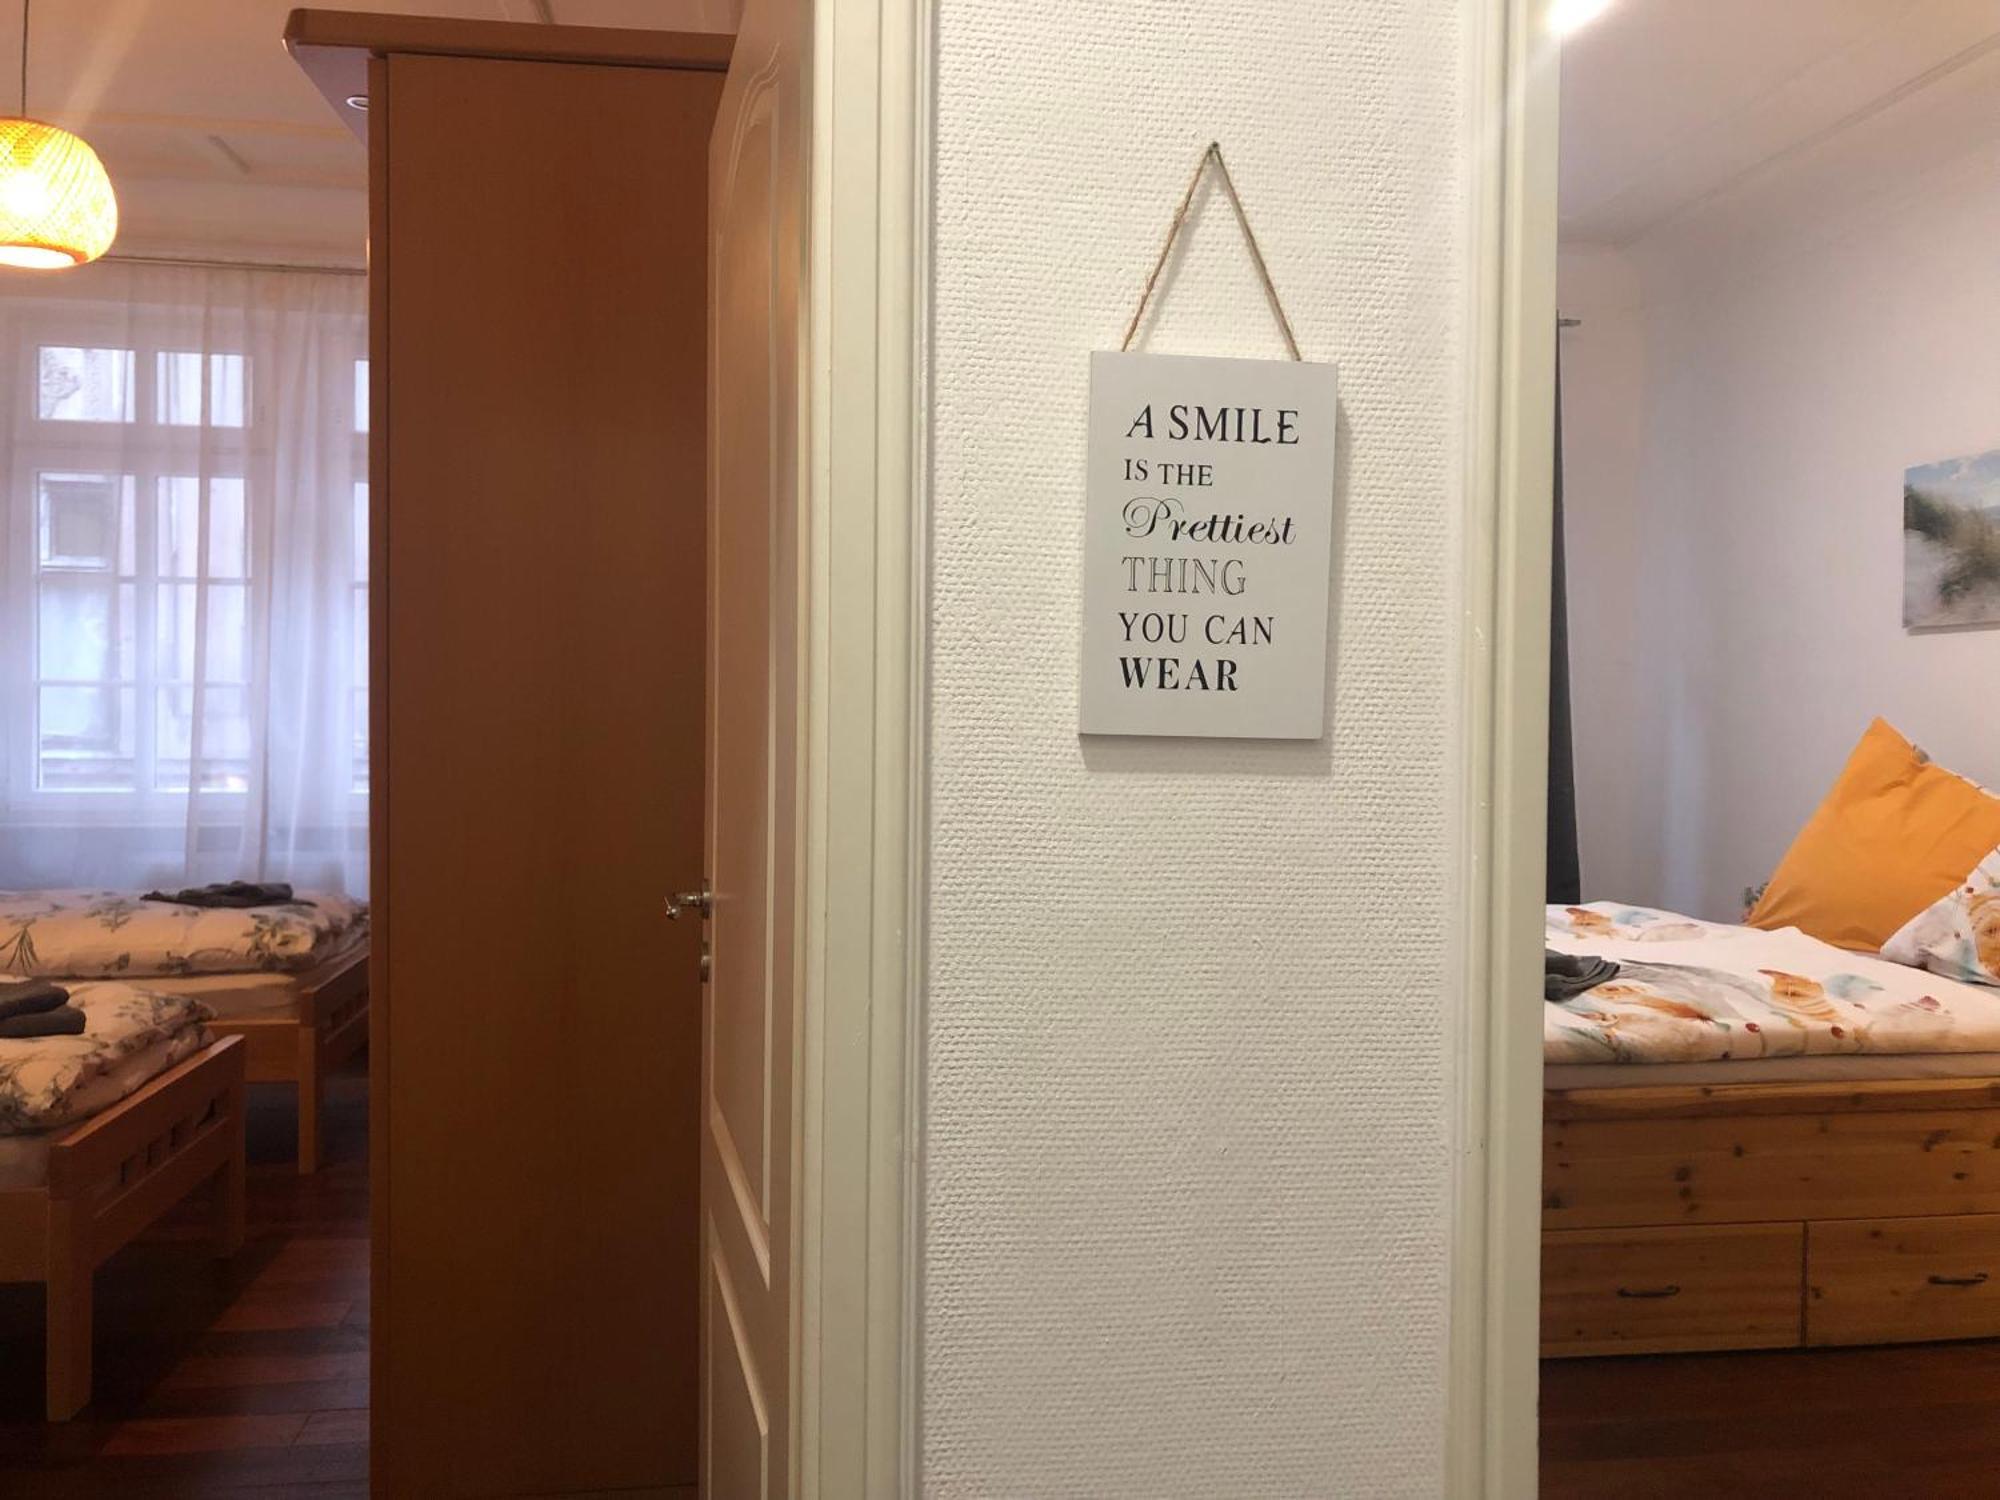 A SMILE
IS THE
Prettiest
THING
YOU CAN
WEAR